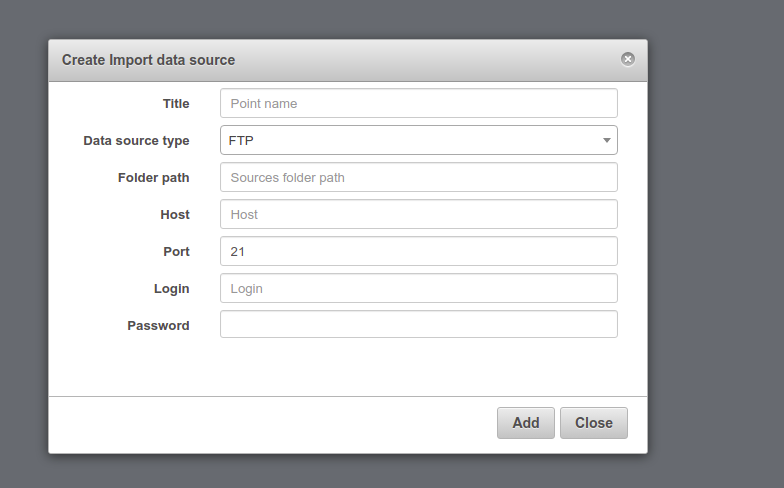 Create Import data source
Title Point name
Data source type FTP
Folder path Sources folder path
Host Host
Port 21
Login Login
Password
Add Close